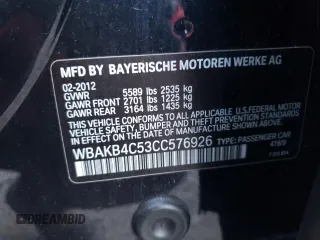 MFD BY BAYERISCHE MOTOREN WERKE AG
02-2012
GVWR 5589 lbs 2535 kg
GAWR FRONT 2701 lbs 1225 kg
GAWR REAR 3164 lbs 1435 kg
THIS VEHICLE CONFORMS TO ALL APPLICABLE U.S. FEDERAL MOTOR
VEHICLE SAFETY, BUMPER, AND THEFT PREVENTION STANDARDS IN
EFFECT ON THE DATE OF MANUFACTURE SHOWN ABOVE.
WBAKB4C53CC576926 TYPE: PASSENGER CAR
416/9
DREAMBID